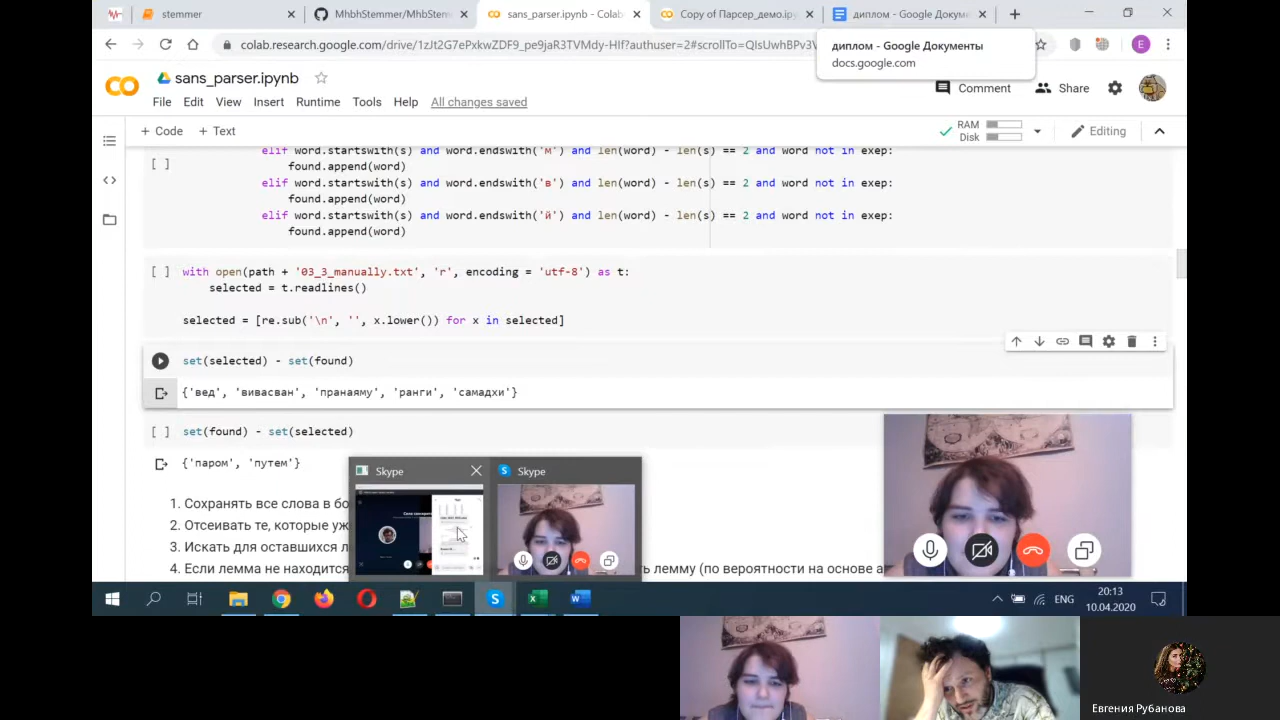 stemmer
MhbhStemmer/MhbStemm
sans_parser.ipynb - Colab
Copy of Парсер_демо.ipynb
диплом - Google Докуме
colab.research.google.com/drive/1zJt2G7ePxkwZDF9_pe9jaR3TVMdy-HIf?authuser=2#scrollTo=QIsUwhBPv3V
диплом - Google Документы
docs.google.com
sans_parser.ipynb
File Edit View Insert Runtime Tools Help All changes saved
Comment Share
+ Code + Text
RAM
Disk
Editing
elif word.startswith(s) and word.endswith('м') and len(word) - len(s) == 2 and word not in exep:
[ ] found.append(word)
elif word.startswith(s) and word.endswith('в') and len(word) - len(s) == 2 and word not in exep:
found.append(word)
elif word.startswith(s) and word.endswith('й') and len(word) - len(s) == 2 and word not in exep:
found.append(word)
[ ] with open(path + '03_3_manually.txt', 'r', encoding = 'utf-8') as t:
selected = t.readlines()
selected = [re.sub('\n', '', x.lower()) for x in selected]
set(selected) - set(found)
{'вед', 'вивасван', 'пранаяму', 'ранги', 'самадхи'}
[ ] set(found) - set(selected)
{'паром', 'путем'}
Skype
Skype
1. Сохранять все слова в бо
2. Отсеивать те, которые уж
3. Искать для оставшихся л
4. Если лемма не находится
ть лемму (по вероятности на основе а
ENG
20:13
10.04.2020
Евгения Рубанова